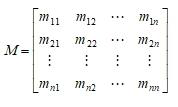 M = [ m₁₁ m₁₂ ⋯ m₁ₙ
m₂₁ m₂₂ ⋯ m₂ₙ
⋮ ⋮ ⋮ ⋮
mₙ₁ mₙ₂ ⋯ mₙₙ ]